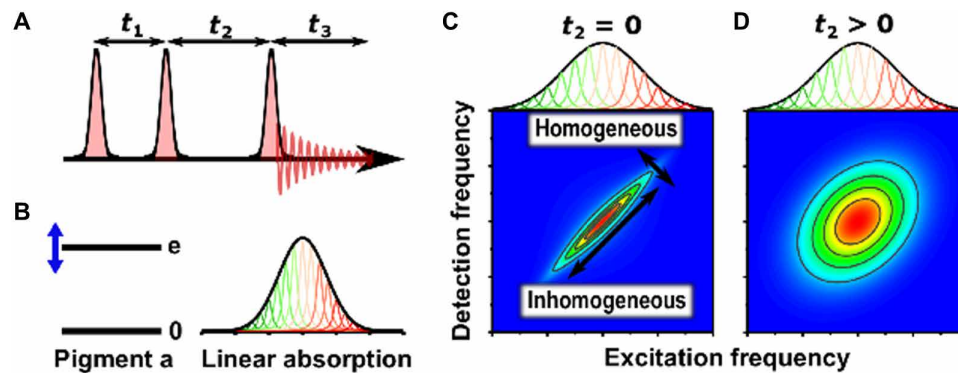 A
t₁
t₂
t₃
B
e
0
Pigment a
Linear absorption
C
t₂ = 0
Detection frequency
Homogeneous
Inhomogeneous
D
t₂ > 0
Excitation frequency